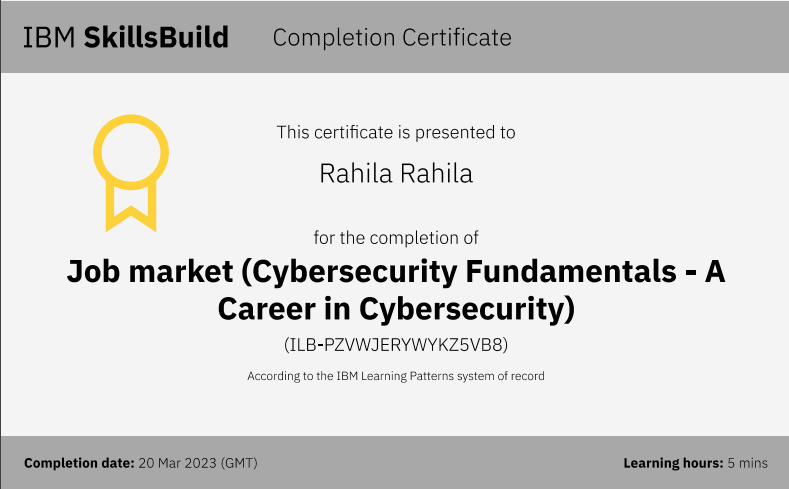 IBM SkillsBuild Completion Certificate
This certificate is presented to
Rahila Rahila
for the completion of
Job market (Cybersecurity Fundamentals - A
Career in Cybersecurity)
(ILB-PZVWJERYWYKZ5VB8)
According to the IBM Learning Patterns system of record
Completion date: 20 Mar 2023 (GMT) Learning hours: 5 mins